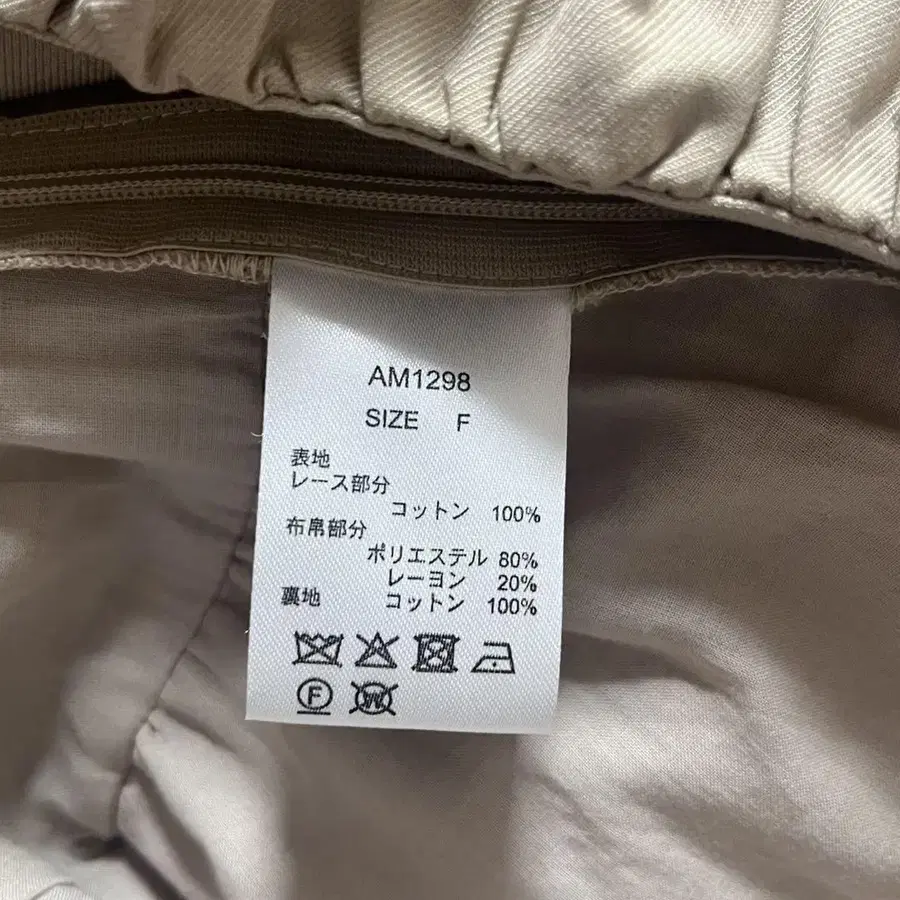 AM1298
SIZE F
表地
レース部分
コットン 100%
布帛部分
ポリエステル 80%
レーヨン 20%
裏地 コットン 100%
F W